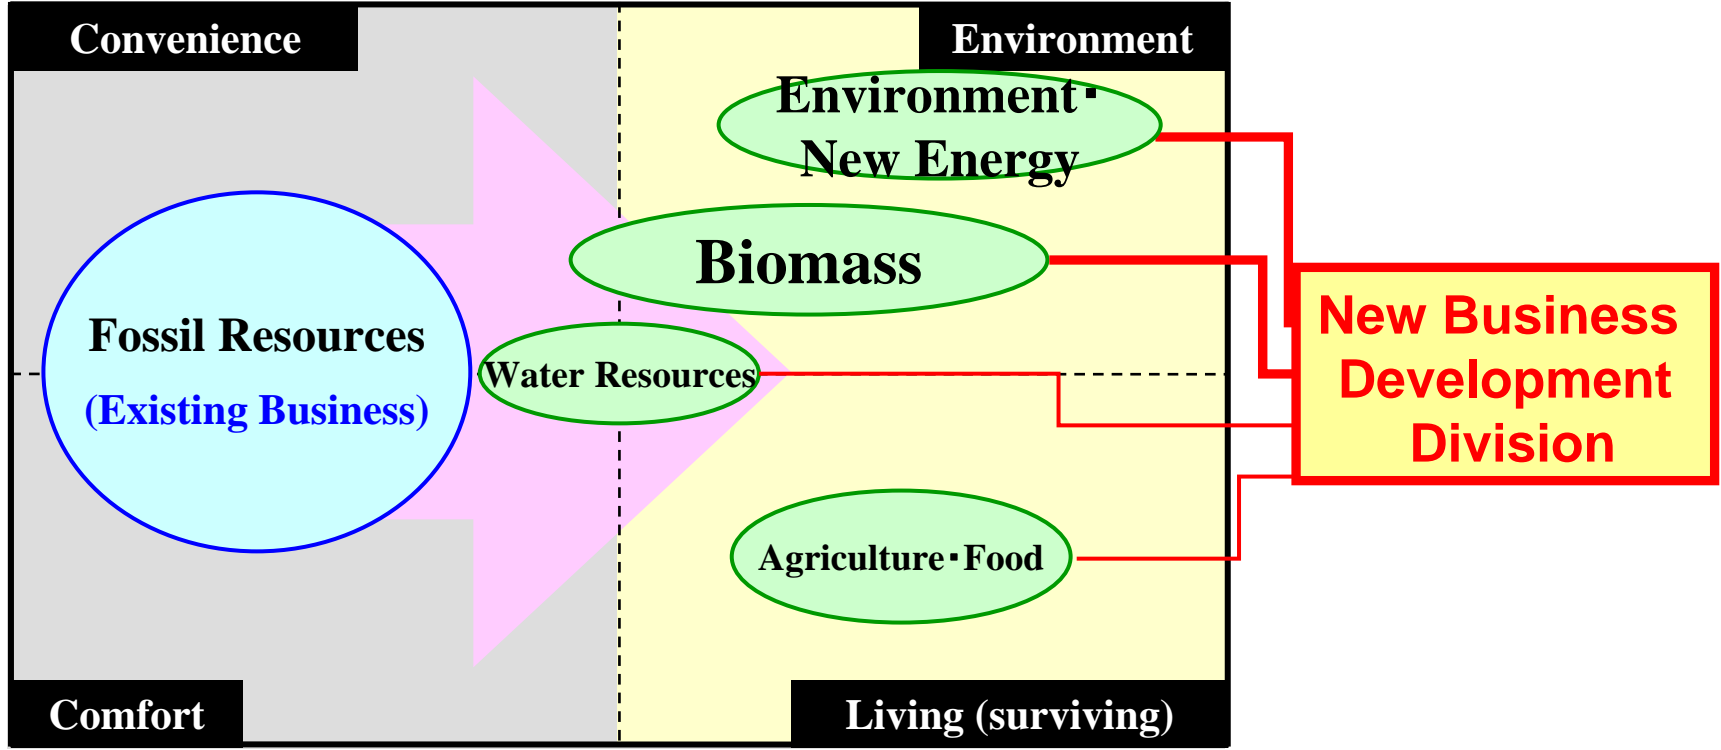 Convenience
Environment
Environment･
New Energy
Biomass
Fossil Resources
(Existing Business)
Water Resources
New Business
Development
Division
Agriculture･Food
Comfort
Living (surviving)